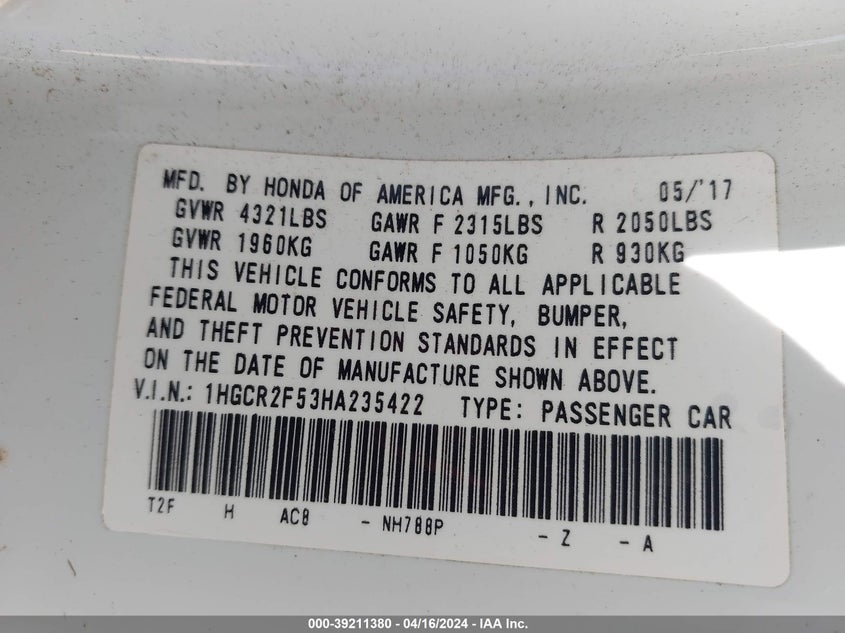 MFD. BY HONDA OF AMERICA MFG., INC. 05/'17
GVWR 4321LBS GAWR F 2315LBS R 2050LBS
GVWR 1960KG GAWR F 1050KG R 930KG
THIS VEHICLE CONFORMS TO ALL APPLICABLE
FEDERAL MOTOR VEHICLE SAFETY, BUMPER,
AND THEFT PREVENTION STANDARDS IN EFFECT
ON THE DATE OF MANUFACTURE SHOWN ABOVE.
V.I.N.: 1HGCR2F53HA235422 TYPE: PASSENGER CAR
T2F H AC8 - NH788P - Z - A
000-39211380 - 04/16/2024 - IAA Inc.